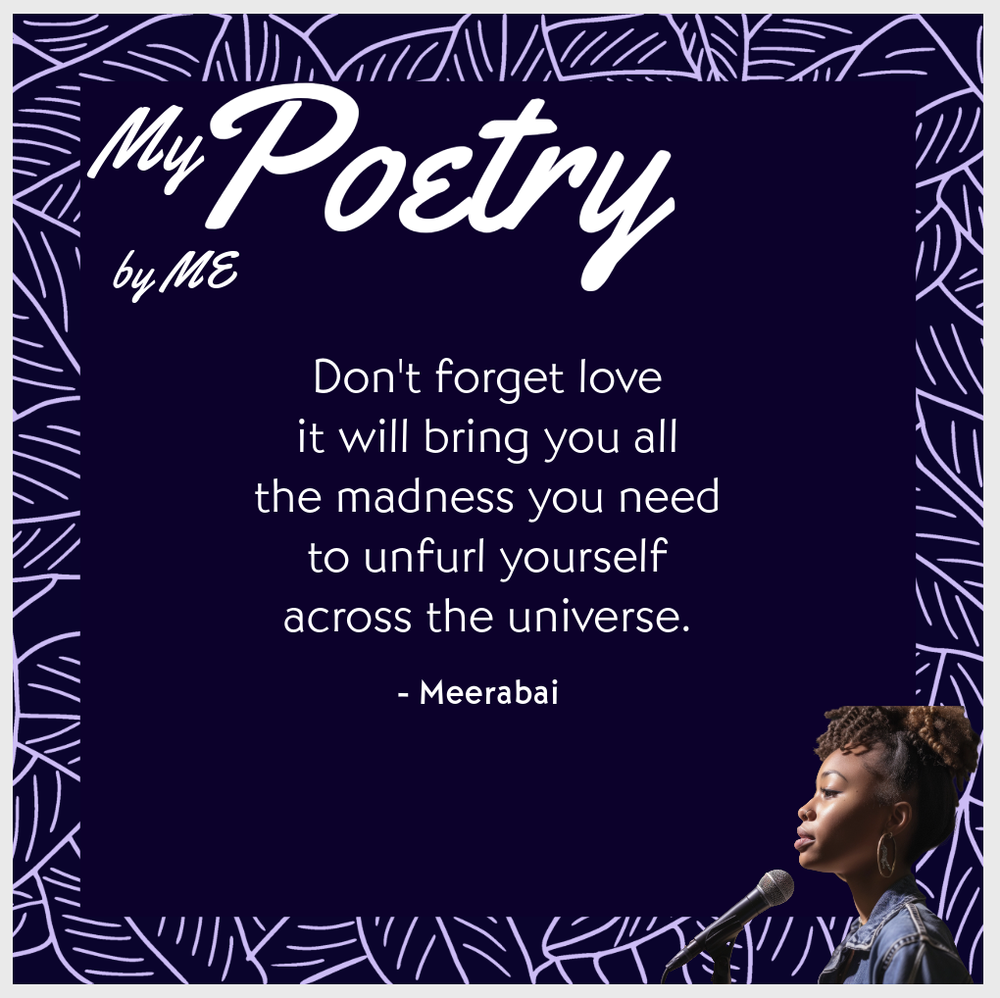 My Poetry
by ME
Don't forget love
it will bring you all
the madness you need
to unfurl yourself
across the universe.
- Meerabai